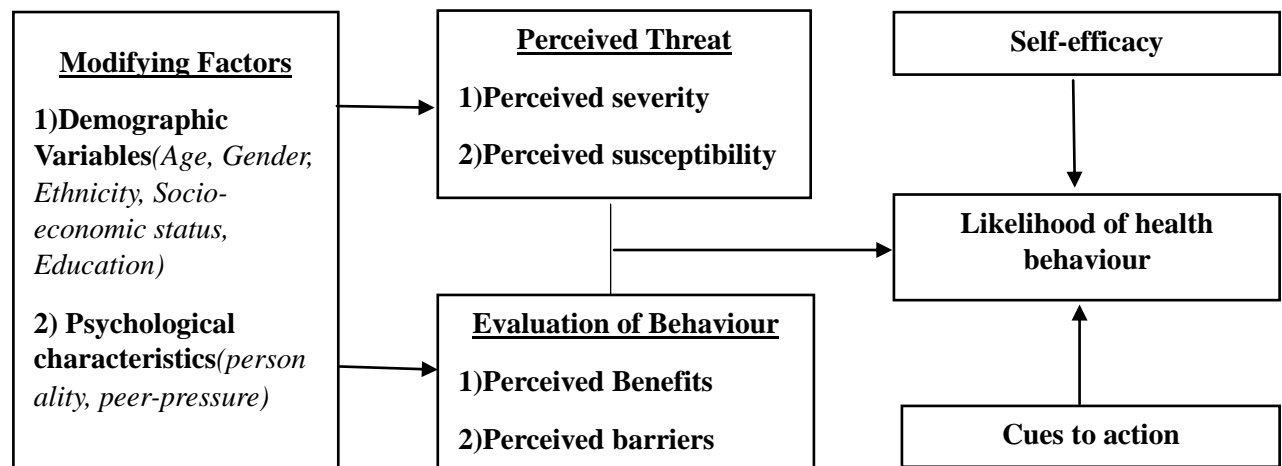 Modifying Factors
1)Demographic
Variables(Age, Gender,
Ethnicity, Socio-
economic status,
Education)
2) Psychological
characteristics(person
ality, peer-pressure)
Perceived Threat
1)Perceived severity
2)Perceived susceptibility
Evaluation of Behaviour
1)Perceived Benefits
2)Perceived barriers
Self-efficacy
Likelihood of health
behaviour
Cues to action